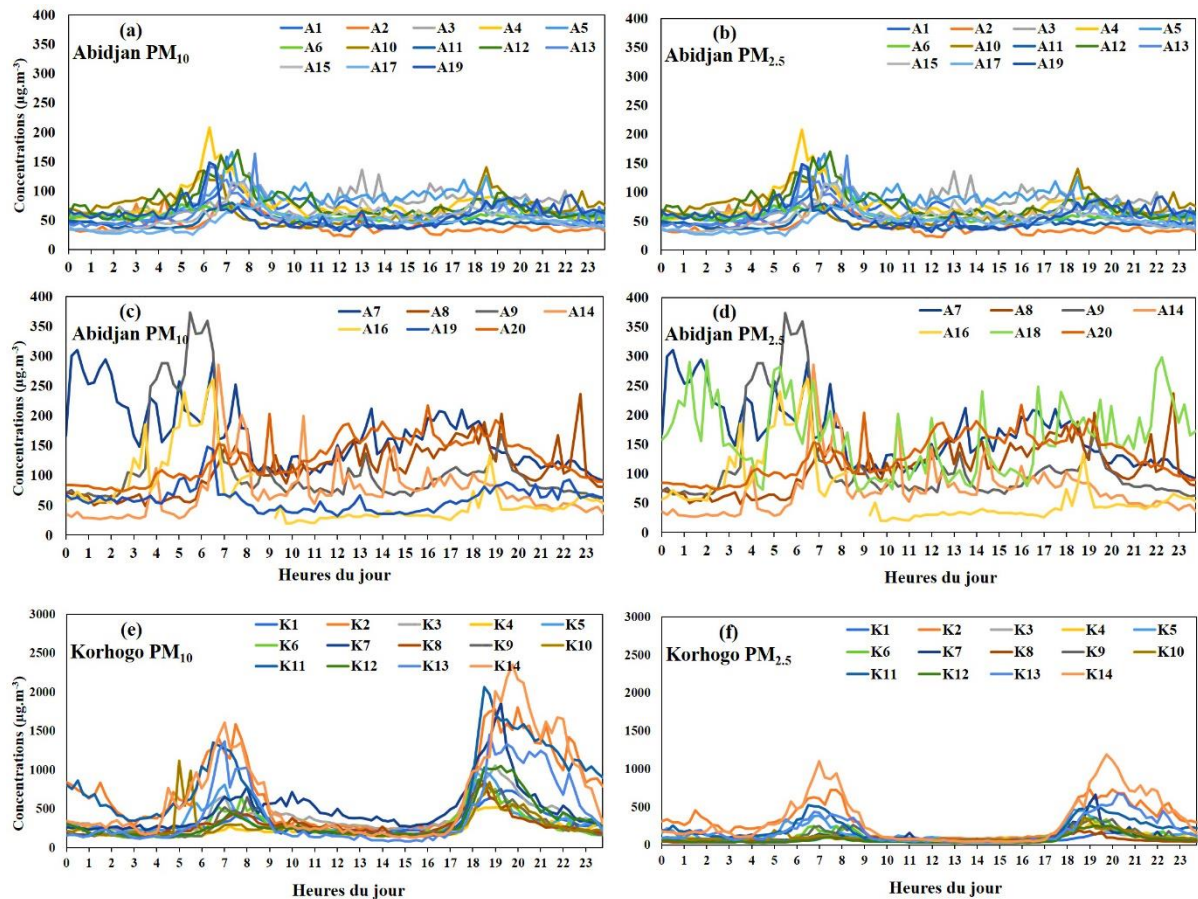 (a)
Abidjan PM10
A1 A2 A3 A4 A5
A6 A10 A11 A12 A13
A15 A17 A19
Concentrations (µg.m-3)
400
350
300
250
200
150
100
50
0
0 1 2 3 4 5 6 7 8 9 10 11 12 13 14 15 16 17 18 19 20 21 22 23
(b)
Abidjan PM2.5
A1 A2 A3 A4 A5
A6 A10 A11 A12 A13
A15 A17 A19
400
350
300
250
200
150
100
50
0
0 1 2 3 4 5 6 7 8 9 10 11 12 13 14 15 16 17 18 19 20 21 22 23
(c)
Abidjan PM10
A7 A8 A9 A14
A16 A19 A20
Concentrations (µg.m-3)
400
350
300
250
200
150
100
50
0
0 1 2 3 4 5 6 7 8 9 10 11 12 13 14 15 16 17 18 19 20 21 22 23
Heures du jour
(d)
Abidjan PM2.5
A7 A8 A9 A14
A16 A18 A20
400
350
300
250
200
150
100
50
0
0 1 2 3 4 5 6 7 8 9 10 11 12 13 14 15 16 17 18 19 20 21 22 23
Heures du jour
(e)
Korhogo PM10
K1 K2 K3 K4 K5
K6 K7 K8 K9 K10
K11 K12 K13 K14
Concentrations (µg.m-3)
3000
2500
2000
1500
1000
500
0
0 1 2 3 4 5 6 7 8 9 10 11 12 13 14 15 16 17 18 19 20 21 22 23
Heures du jour
(f)
Korhogo PM2.5
K1 K2 K3 K4 K5
K6 K7 K8 K9 K10
K11 K12 K13 K14
3000
2500
2000
1500
1000
500
0
0 1 2 3 4 5 6 7 8 9 10 11 12 13 14 15 16 17 18 19 20 21 22 23
Heures du jour